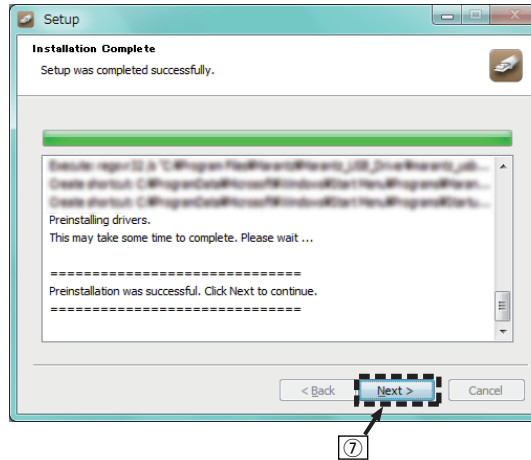 Setup
Installation Complete
Setup was completed successfully.
Preinstalling drivers.
This may take some time to complete. Please wait ...
==============================
Preinstallation was successful. Click Next to continue.
==============================
< Back
Next >
Cancel
⑦